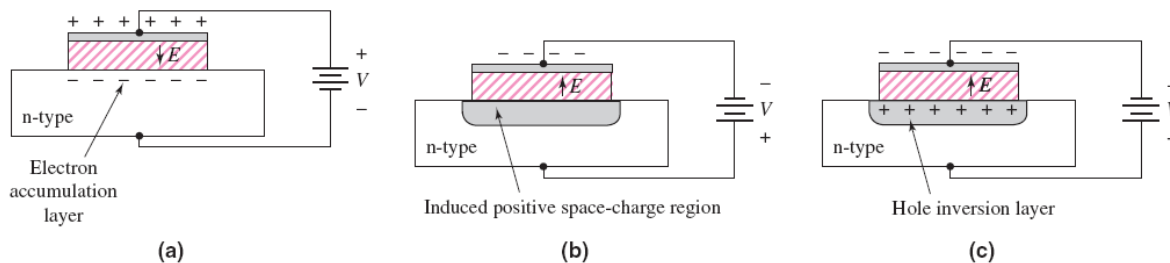 + + + + + +
E
+
V
−
− − − − − −
n-type
Electron
accumulation
layer
(a)
− − − −
E
−
V
+
n-type
Induced positive space-charge region
(b)
− − − − − −
E
−
V
+
+ + + + + +
n-type
Hole inversion layer
(c)